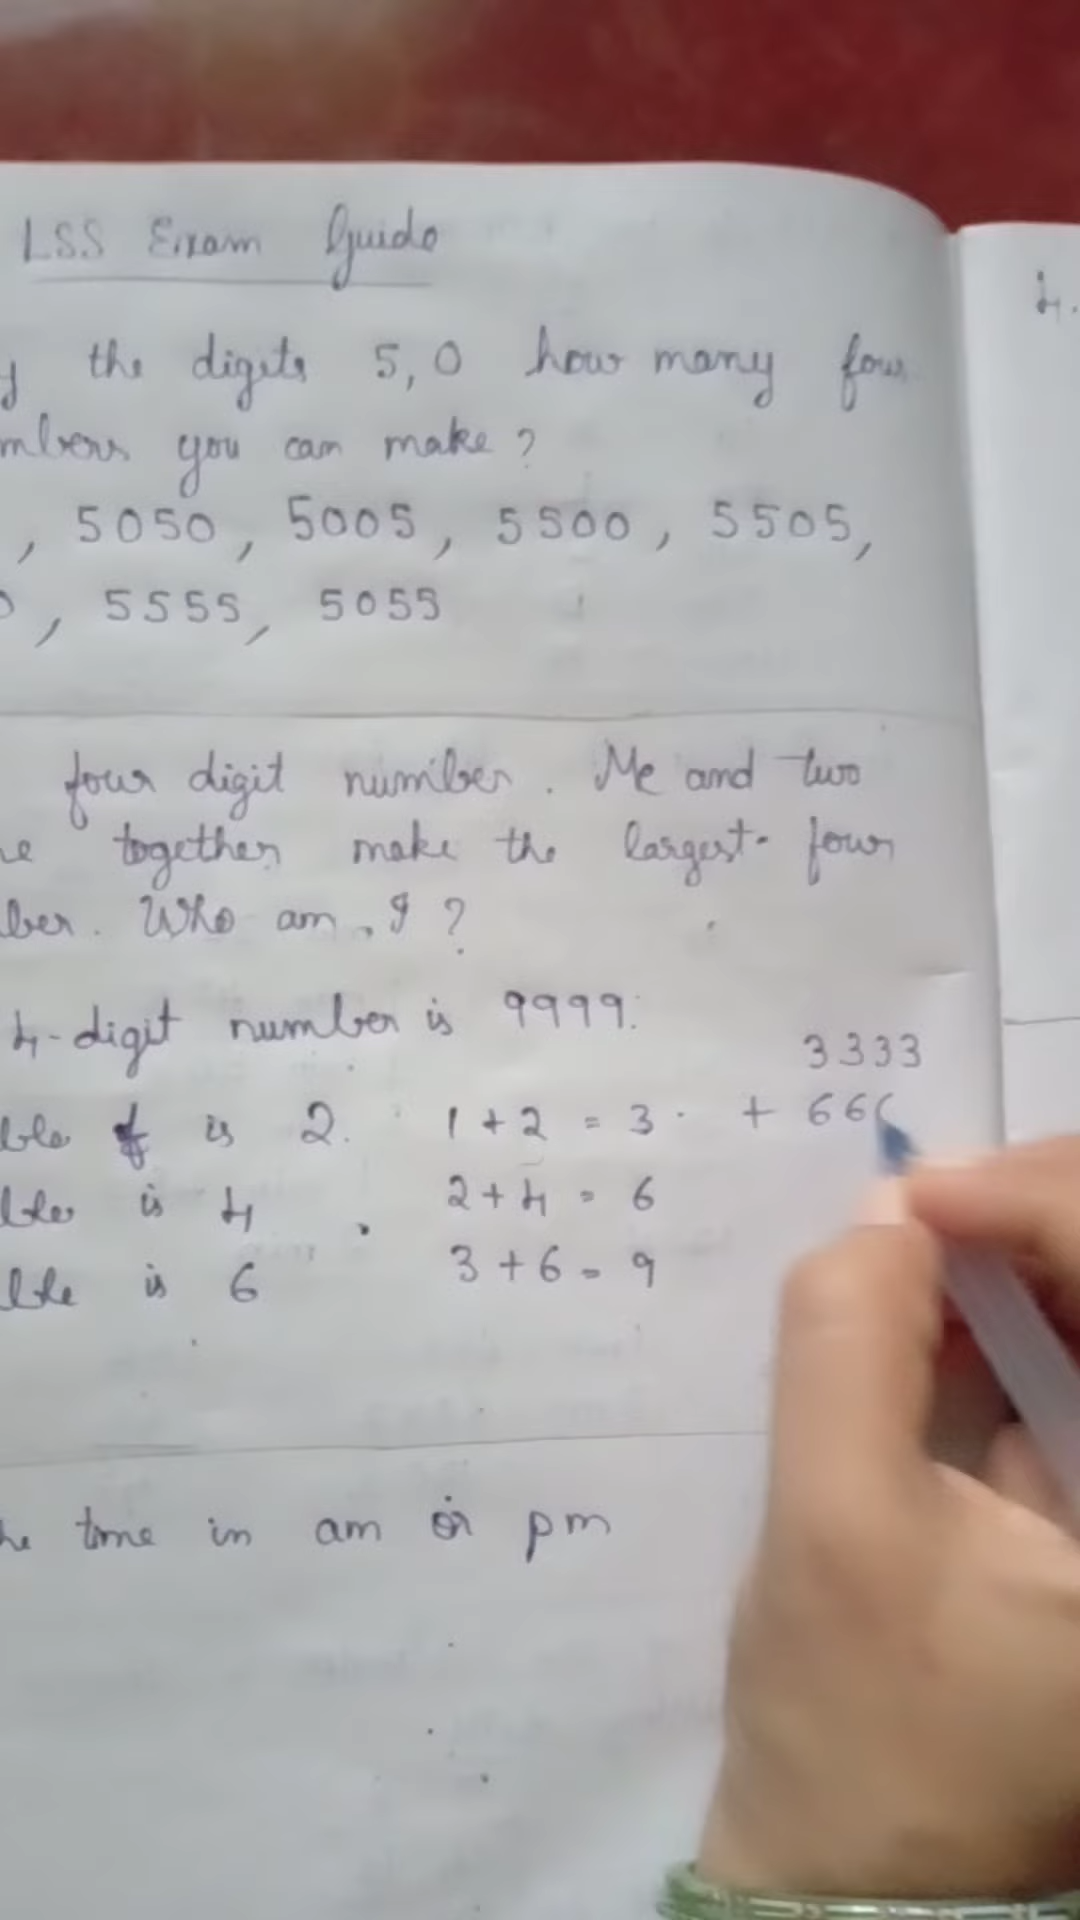 LSS Exam Guide
the digits 5,0 how many four
you can make ?
, 5050, 5005, 5500, 5505,
, 5555, 5055
four digit number. Me and two
together make the largest four
. Who am I ?
4-digit number is 9999.
3333
is 2. 1+2 = 3. + 66
is 4 2+4 = 6
is 6 3+6 = 9
time in am or pm
4.